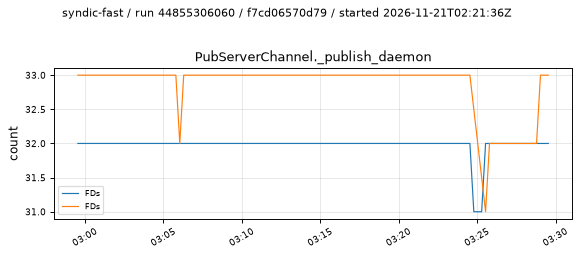 syndic-fast / run 44855306060 / f7cd06570d79 / started 2026-11-21T02:21:36Z
PubServerChannel._publish_daemon
count
33.0
32.5
32.0
31.5
31.0
FDs
FDs
03:00
03:05
03:10
03:15
03:20
03:25
03:30